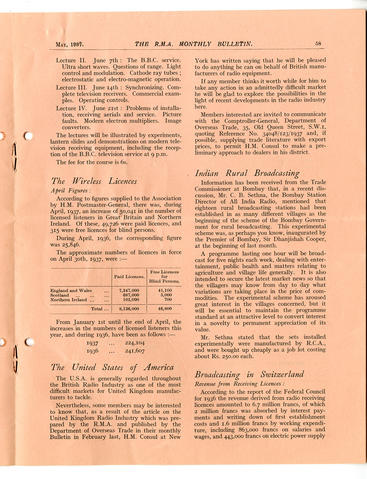 May, 1937. THE R.M.A. MONTHLY BULLETIN. 58
Lecture II. June 7th : The B.B.C. service.
Ultra short waves. Questions of range. Light
control and modulation. Cathode ray tubes ;
electrostatic and electro-magnetic operation.
Lecture III. June 14th : Synchronizing. Com-
plete television receivers. Commercial exam-
ples. Operating controls.
Lecture IV. June 21st : Problems of installa-
tion, receiving aerials and service. Picture
faults. Modern electron multipliers. Image
converters.
The lectures will be illustrated by experiments,
lantern slides and demonstrations on modern tele-
vision receiving equipment, including the recep-
tion of the B.B.C. television service at 9 p.m.
The fee for the course is 6s.
The Wireless Licences
April Figures :
According to figures supplied to the Association
by H.M. Postmaster-General, there was, during
April, 1937, an increase of 50,041 in the number of
licensed listeners in Great Britain and Northern
Ireland. Of these, 49,726 were paid licences, and
315 were free licences for blind persons.
During April, 1936, the corresponding figure
was 25,846.
The approximate numbers of licences in force
on April 30th, 1937, were :—
Paid Licences. Free Licences
for
Blind Persons.
England and Wales
Scotland
Northern Ireland
Total
From January 1st until the end of April, the
increases in the numbers of licensed listeners this
year, and during 1936, have been as follows :—
1937 224,104
1936 241,607
The United States of America
The U.S.A. is generally regarded throughout
the British Radio Industry as one of the most
difficult markets for United Kingdom manufac-
turers to tackle.
Nevertheless, some members may be interested
to know that, as a result of the article on the
United Kingdom Radio Industry which was pre-
pared by the R.M.A. and published by the
Department of Overseas Trade in their monthly
Bulletin in February last, H.M. Consul at New
York has written saying that he will be pleased
to do anything he can on behalf of British manu-
facturers of radio equipment.
If any member thinks it worth while for him to
take any action in an admittedly difficult market
he will be glad to explore the possibilities in the
light of recent developments in the radio industry
here.
Members interested are invited to communicate
with the Comptroller-General, Department of
Overseas Trade, 35, Old Queen Street, S.W.1,
quoting Reference No. and, if
possible, supplying trade literature with export
prices, to permit H.M. Consul to make a pre-
liminary approach to dealers in his district.
Indian Rural Broadcasting
Information has been received from the Trade
Commissioner at Bombay that, in a recent dis-
cussion, Mr. C. B. Sethna, the Bombay Station
Director of All India Radio, mentioned that
eighteen rural broadcasting stations had been
established in as many different villages as the
beginning of the scheme of the Bombay Govern-
ment for rural broadcasting. This experimental
scheme was, as perhaps you know, inaugurated by
the Premier of Bombay, Sir Dhanjishah Cooper,
at the beginning of last month.
A programme lasting one hour will be broad-
cast for five nights each week, dealing with enter-
tainment, public health and matters relating to
agriculture and village life generally. It is also
intended to secure the latest market news so that
the villagers may know from day to day what
variations are taking place in the price of com-
modities. The experimental scheme has aroused
great interest in the villages concerned, but it
will be essential to maintain the programme
standard at an attractive level to convert interest
in a novelty to permanent appreciation of its
value.
Mr. Sethna stated that the sets installed
experimentally were manufactured by R.C.A.,
and were bought up cheaply as a job lot costing
about Rs. 250.00 each.
Broadcasting in Switzerland
Revenue from Receiving Licences :
According to the report of the Federal Council
for 1936 the revenue derived from radio receiving
licences amounted to 6.7 million francs, of which
2 million francs was absorbed by interest pay-
ments and writing down of first establishment
costs and 1.6 million francs by working expendi-
ture, including 863,000 francs on salaries and
wages, and 443,000 francs on electric power supply